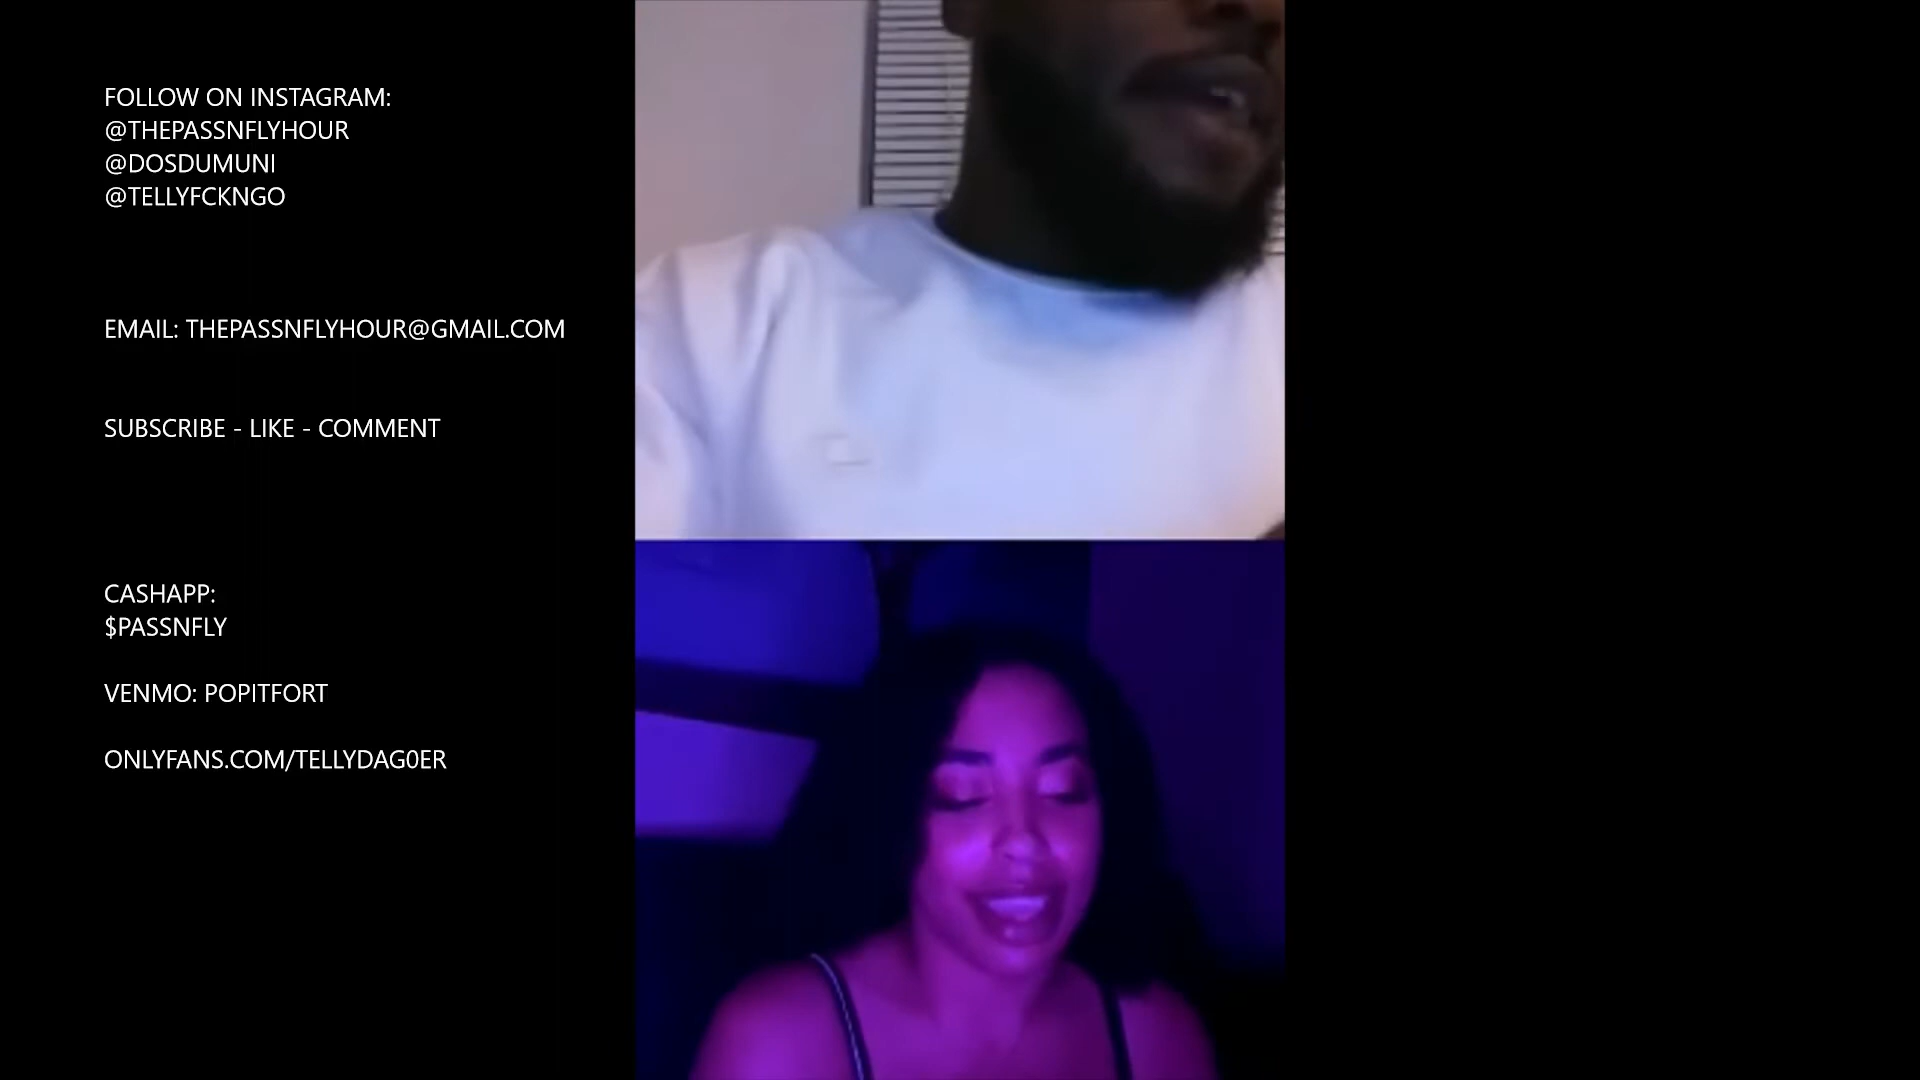 FOLLOW ON INSTAGRAM:
@THEPASSNFLYHOUR
@DOSDUMUNI
@TELLYFCKNGO
EMAIL: THEPASSNFLYHOUR@GMAIL.COM
SUBSCRIBE - LIKE - COMMENT
CASHAPP:
$PASSNFLY
VENMO: POPITFORT
ONLYFANS.COM/TELLYDAG0ER